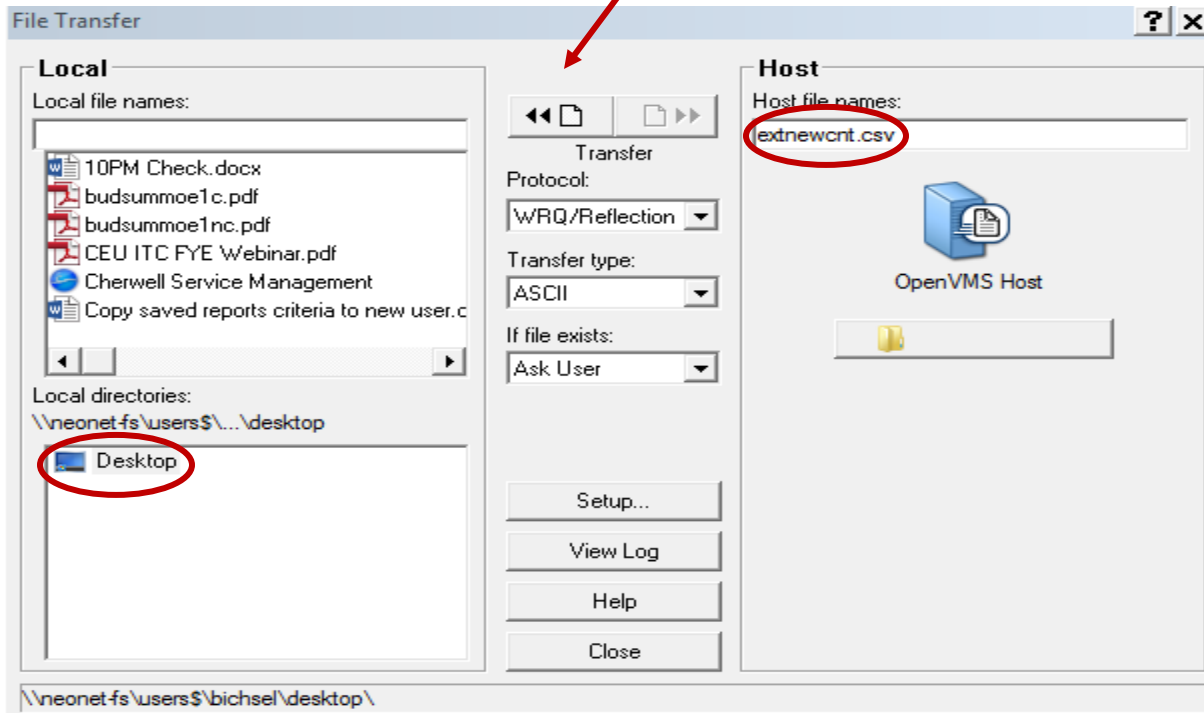 File Transfer
?
Local
Local file names:
10PM Check.docx
budsummoe1c.pdf
budsummoe1nc.pdf
CEU ITC FYE Webinar.pdf
Cherwell Service Management
Copy saved reports criteria to new user.c
Local directories:
\\neonet-fs\users$\...\desktop
Desktop
Transfer
Protocol:
WRQ/Reflection
Transfer type:
ASCII
If file exists:
Ask User
Setup...
View Log
Help
Close
Host
Host file names:
extnewcnt.csv
OpenVMS Host
\\neonet-fs\users$\bichsel\desktop\